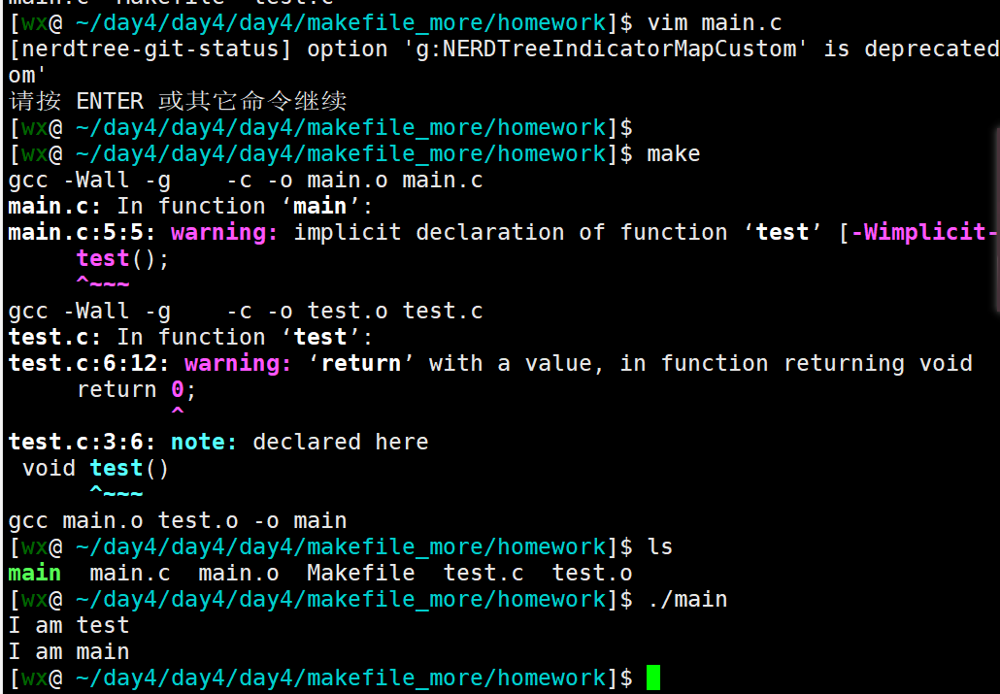 main.c  Makefile  test.c
[wx@ ~/day4/day4/day4/makefile_more/homework]$ vim main.c
[nerdtree-git-status] option 'g:NERDTreeIndicatorMapCustom' is deprecated
om'
请按 ENTER 或其它命令继续
[wx@ ~/day4/day4/day4/makefile_more/homework]$
[wx@ ~/day4/day4/day4/makefile_more/homework]$ make
gcc -Wall -g    -c -o main.o main.c
main.c: In function ‘main’:
main.c:5:5: warning: implicit declaration of function ‘test’ [-Wimplicit-
     test();
     ^~~~
gcc -Wall -g    -c -o test.o test.c
test.c: In function ‘test’:
test.c:6:12: warning: ‘return’ with a value, in function returning void
     return 0;
            ^
test.c:3:6: note: declared here
 void test()
      ^~~~
gcc main.o test.o -o main
[wx@ ~/day4/day4/day4/makefile_more/homework]$ ls
main  main.c  main.o  Makefile  test.c  test.o
[wx@ ~/day4/day4/day4/makefile_more/homework]$ ./main
I am test
I am main
[wx@ ~/day4/day4/day4/makefile_more/homework]$